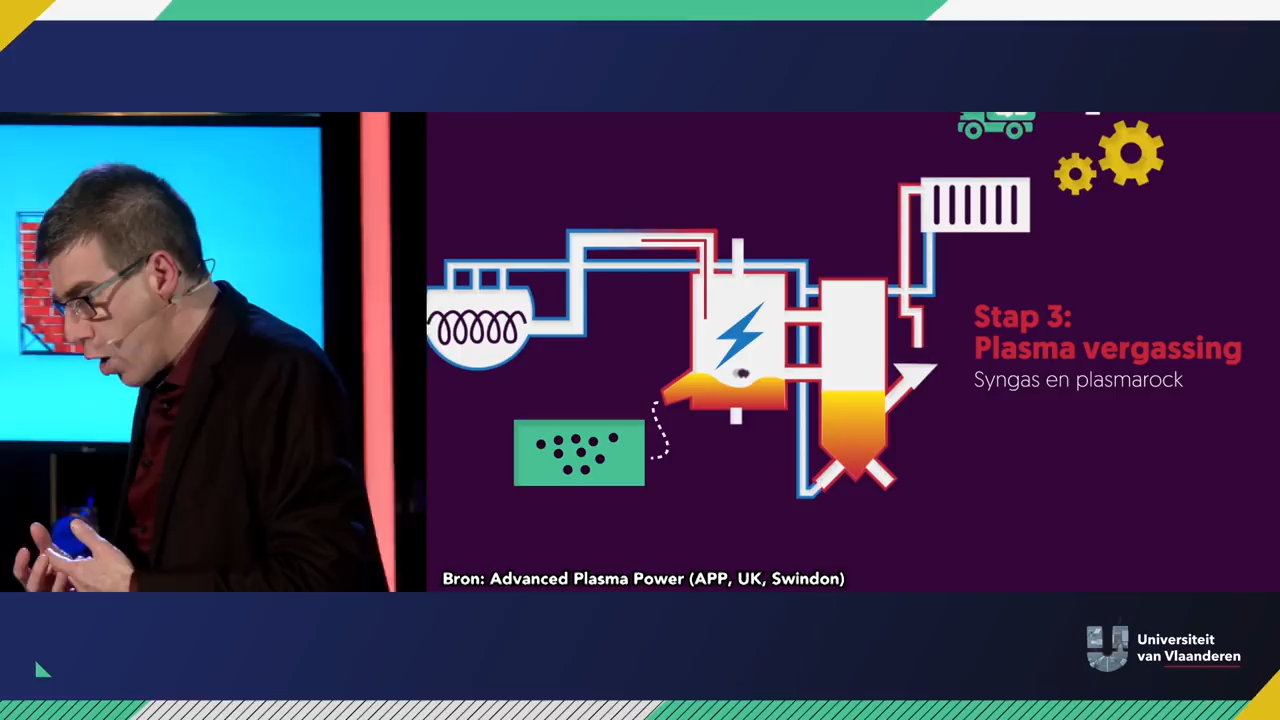 Stap 3:
Plasma vergassing
Syngas en plasmarock
Bron: Advanced Plasma Power (APP, UK, Swindon)
Universiteit
van Vlaanderen